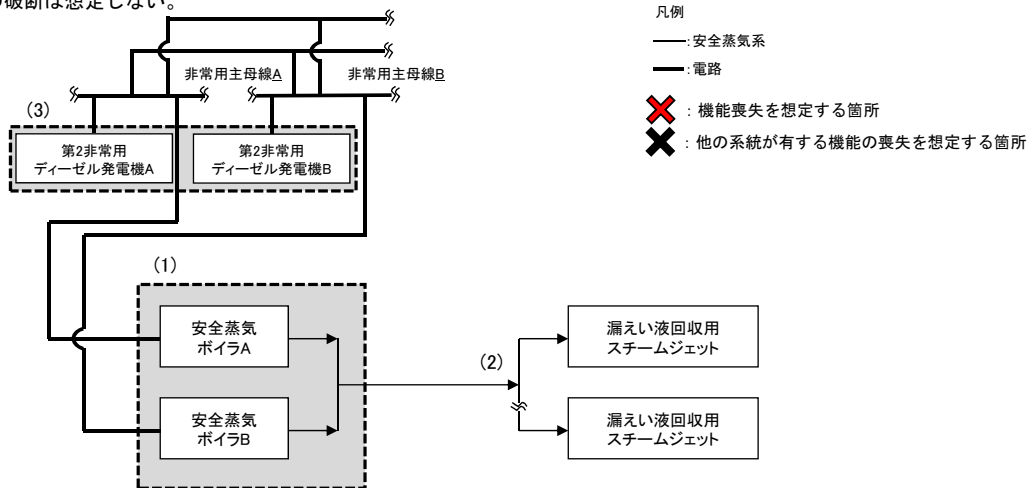 の破断は想定しない。
凡例
:安全蒸気系
:電路
: 機能喪失を想定する箇所
: 他の系統が有する機能の喪失を想定する箇所
非常用主母線A
非常用主母線B
(3)
第2非常用
ディーゼル発電機A
第2非常用
ディーゼル発電機B
(1)
安全蒸気
ボイラA
安全蒸気
ボイラB
(2)
漏えい液回収用
スチームジェット
漏えい液回収用
スチームジェット